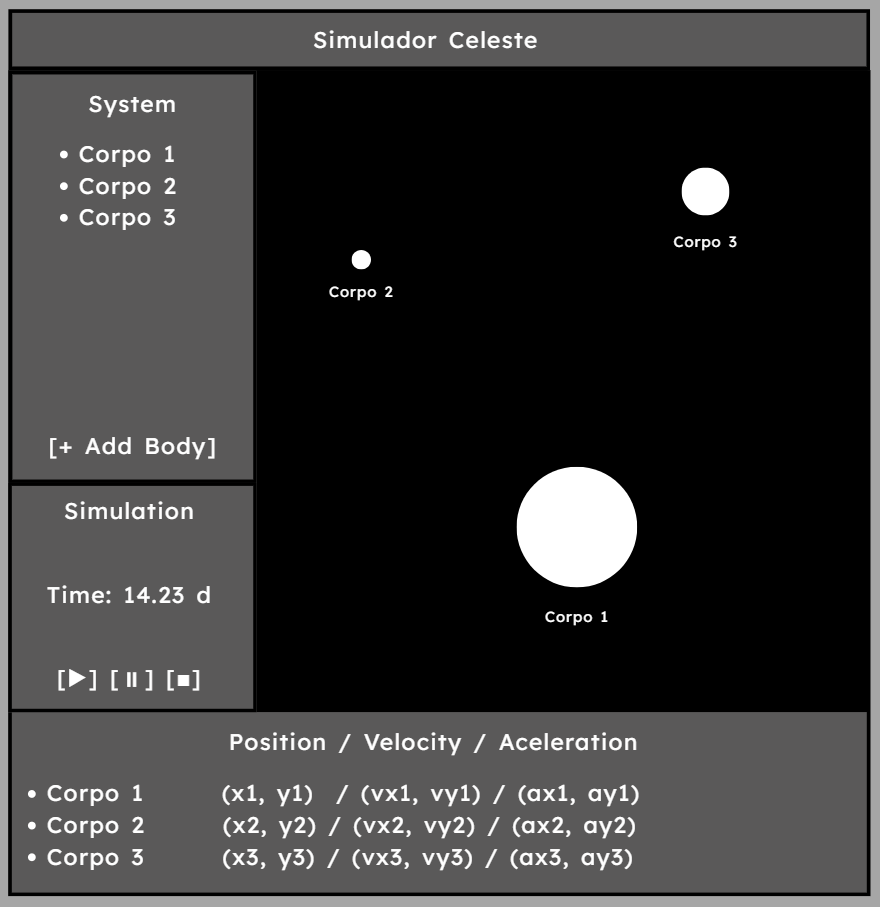 Simulador Celeste
System
• Corpo 1
• Corpo 2
• Corpo 3
[+ Add Body]
Simulation
Time: 14.23 d
[▶] [⏸] [■]
Corpo 3
Corpo 2
Corpo 1
Position / Velocity / Aceleration
• Corpo 1 (x1, y1) / (vx1, vy1) / (ax1, ay1)
• Corpo 2 (x2, y2) / (vx2, vy2) / (ax2, ay2)
• Corpo 3 (x3, y3) / (vx3, vy3) / (ax3, ay3)